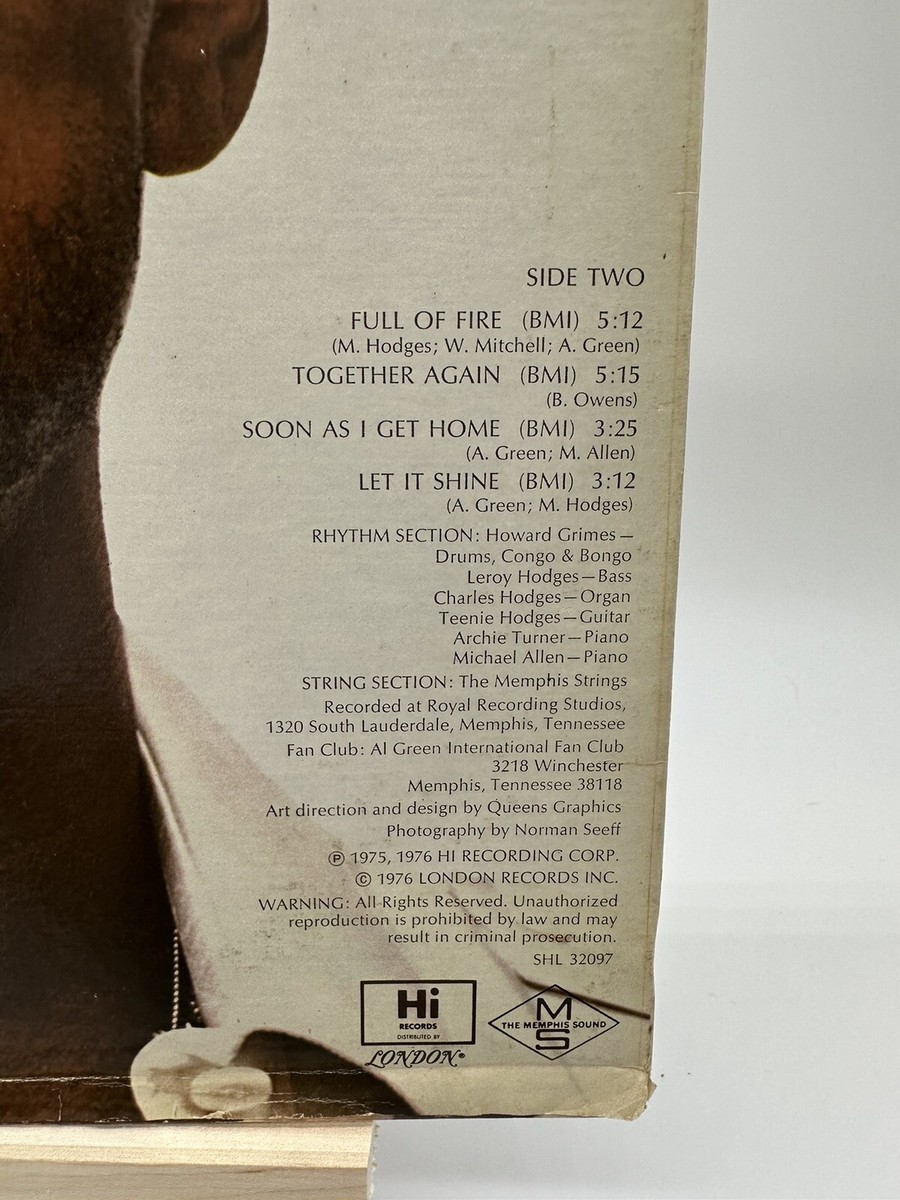 SIDE TWO
FULL OF FIRE (BMI) 5:12
(M. Hodges; W. Mitchell; A. Green)
TOGETHER AGAIN (BMI) 5:15
(B. Owens)
SOON AS I GET HOME (BMI) 3:25
(A. Green; M. Allen)
LET IT SHINE (BMI) 3:12
(A. Green; M. Hodges)
RHYTHM SECTION: Howard Grimes—
Drums, Congo & Bongo
Leroy Hodges—Bass
Charles Hodges—Organ
Teenie Hodges—Guitar
Archie Turner—Piano
Michael Allen—Piano
STRING SECTION: The Memphis Strings
Recorded at Royal Recording Studios,
1320 South Lauderdale, Memphis, Tennessee
Fan Club: Al Green International Fan Club
3218 Winchester
Memphis, Tennessee 38118
Art direction and design by Queens Graphics
Photography by Norman Seeff
℗ 1975, 1976 HI RECORDING CORP.
© 1976 LONDON RECORDS INC.
WARNING: All Rights Reserved. Unauthorized
reproduction is prohibited by law and may
result in criminal prosecution.
SHL 32097
Hi
RECORDS
DISTRIBUTED BY
LONDON®
M
THE MEMPHIS SOUND
S